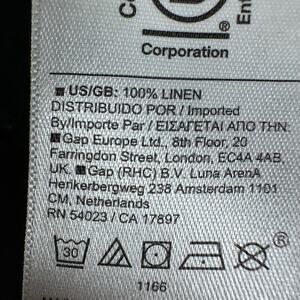 ®
Corporation
■ US/GB: 100% LINEN
DISTRIBUIDO POR / Imported
By/Importe Par / ΕΙΣΑΓΕΤΑΙ ΑΠΟ ΤΗΝ:
■ Gap Europe Ltd., 8th Floor, 20
Farringdon Street, London, EC4A 4AB,
UK. ■ Gap (RHC) B.V. Luna ArenA
Herikerbergweg 238 Amsterdam 1101
CM, Netherlands
RN 54023 / CA 17897
30
®
1166